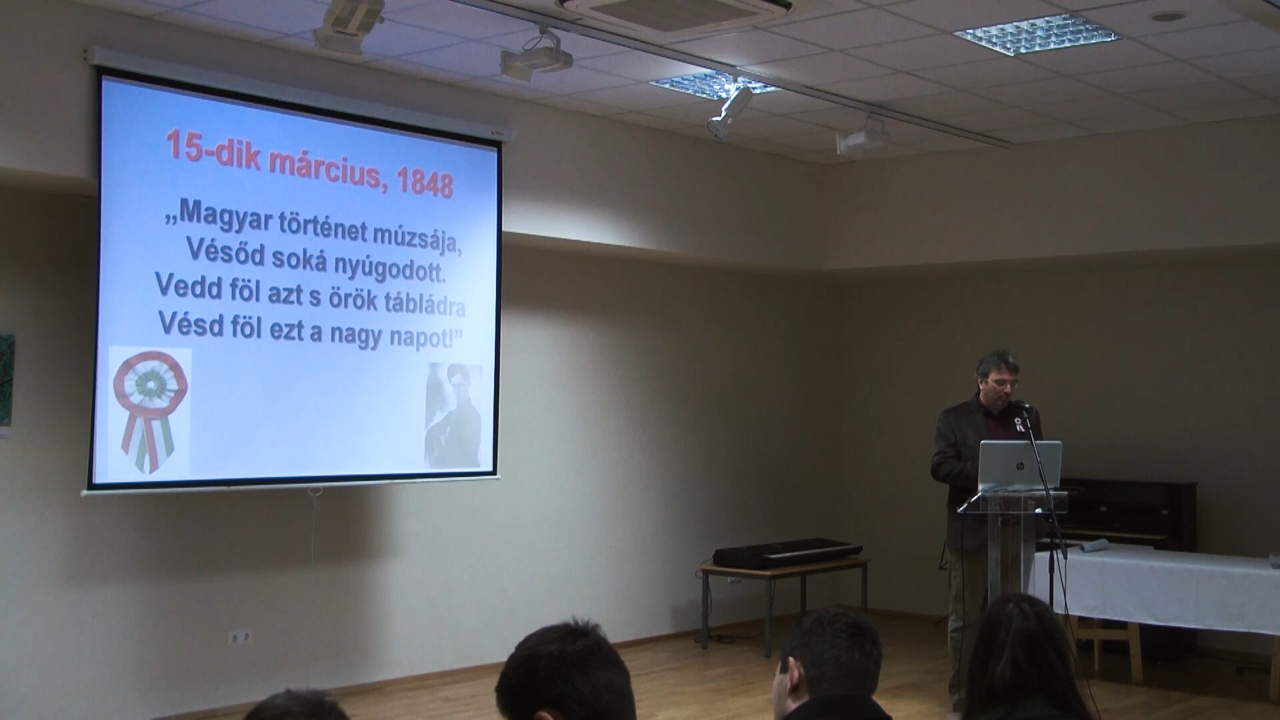 15-dik március, 1848
„Magyar történet múzsája,
Vésőd soká nyúgodott.
Vedd föl azt s örök tábládra
Vésd föl ezt a nagy napot!”
hp